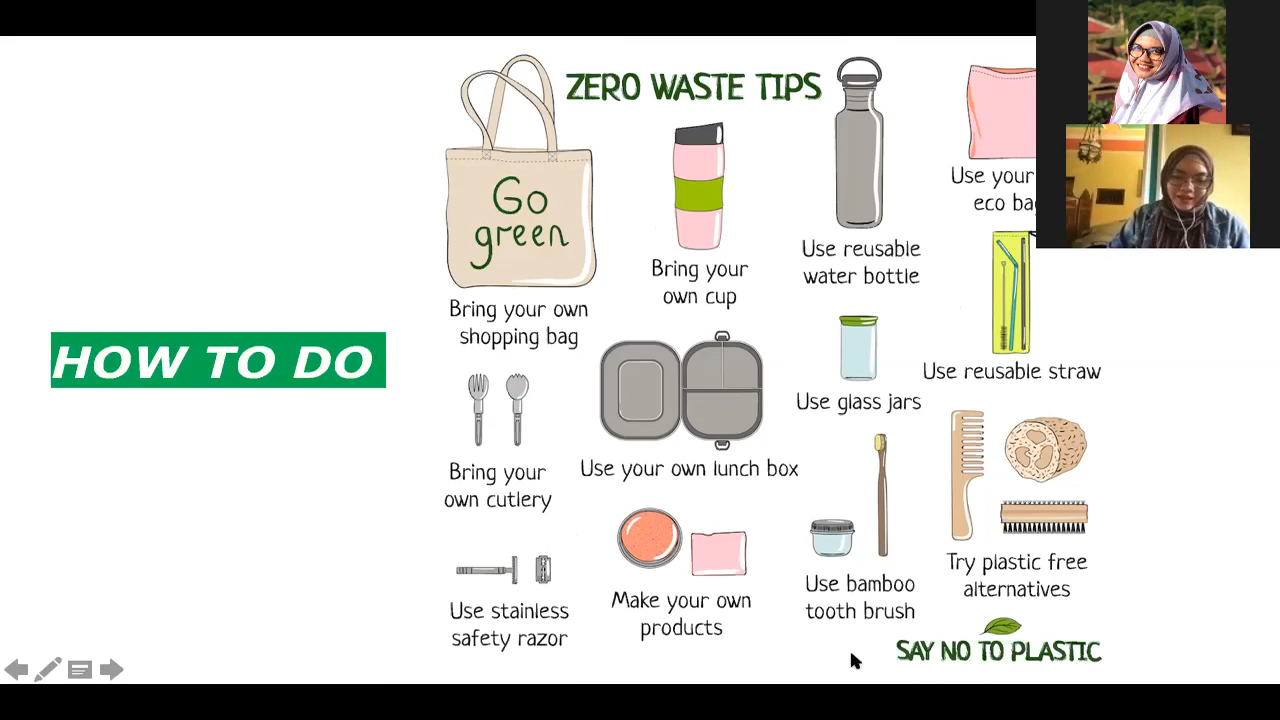 HOW TO DO
ZERO WASTE TIPS
Go
green
Bring your own
shopping bag
Bring your
own cup
Use reusable
water bottle
Use your
eco
Use reusable straw
Use glass jars
Bring your
own cutlery
Use your own lunch box
Use stainless
safety razor
Make your own
products
Use bamboo
tooth brush
Try plastic free
alternatives
SAY NO TO PLASTIC